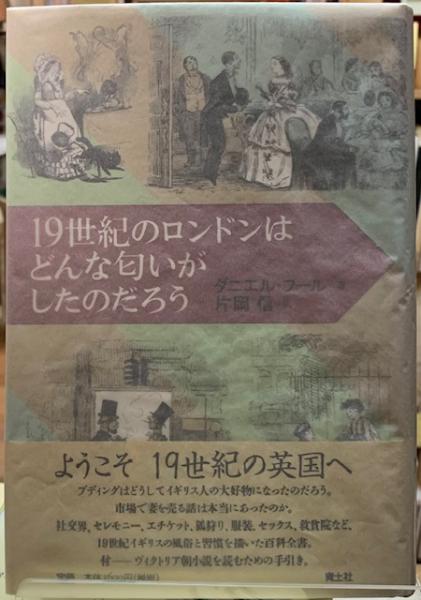 19世紀のロンドンは
どんな匂いが
したのだろう
ダニエル・プール 著
片岡 信 訳
ようこそ 19世紀の英国へ
プディングはどうしてイギリス人の大好物になったのだろう。
市場で妻を売る話は本当にあったのか。
社交界、セレモニー、エチケット、狐狩り、服装、セックス、救貧院など、
19世紀イギリスの風俗と習慣を描いた百科全書。
付――ヴィクトリア朝小説を読むための手引き。
青土社